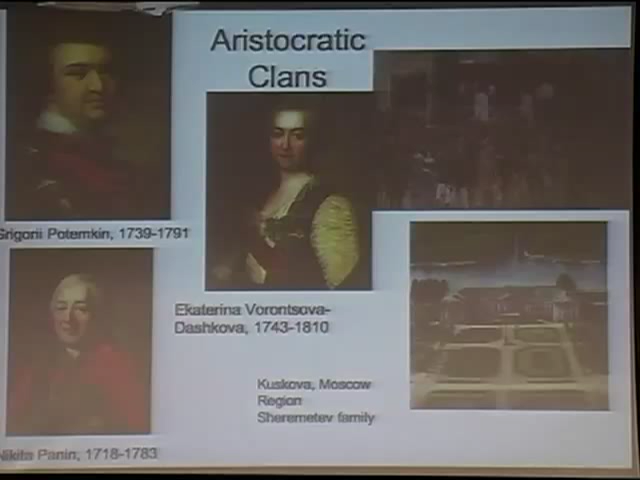 Aristocratic
Clans
Grigorii Potemkin, 1739-1791
Ekaterina Vorontsova-
Dashkova, 1743-1810
Kuskova, Moscow
Region
Sheremetev family
Nikita Panin, 1718-1783